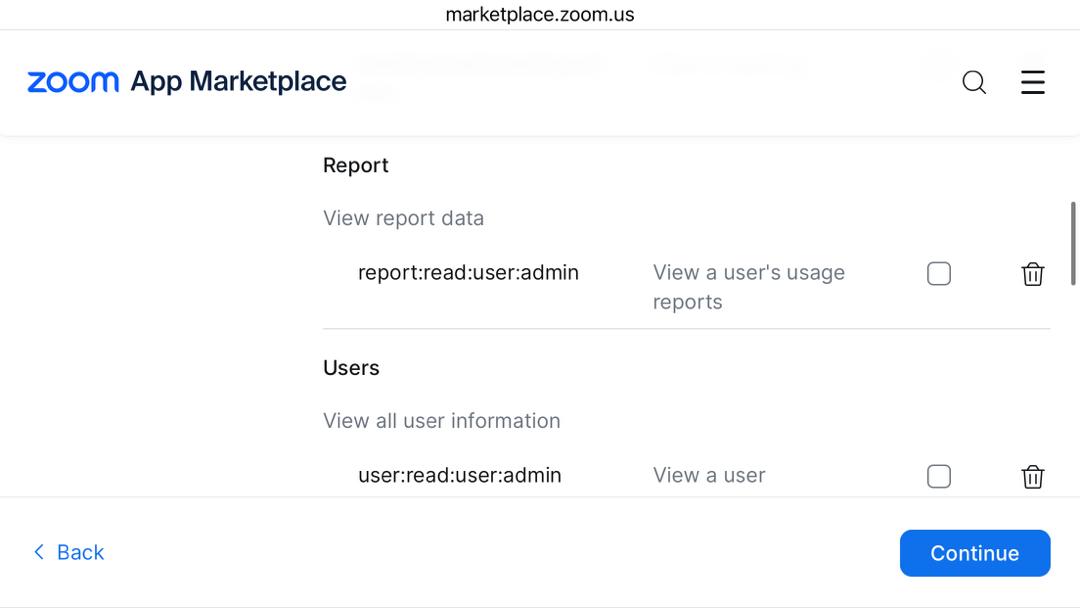 marketplace.zoom.us
zoom App Marketplace
Report
View report data
report:read:user:admin
View a user's usage
reports
Users
View all user information
user:read:user:admin
View a user
Back
Continue